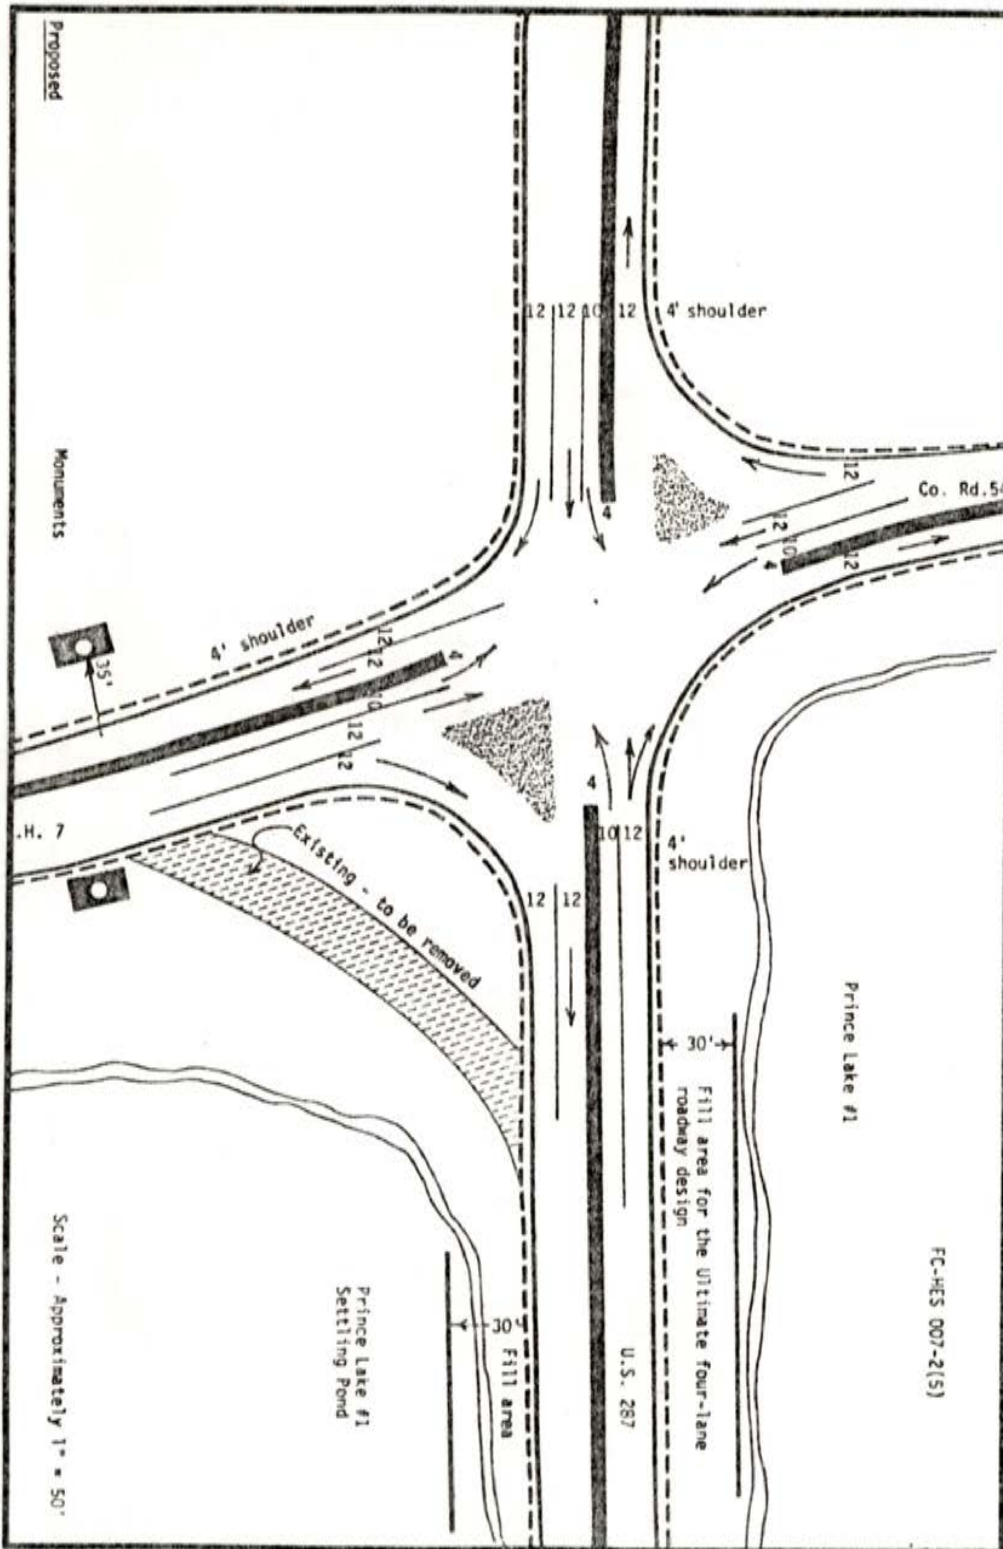 Proposed
12 12 10 12
4' shoulder
12
Co. Rd.54
4
12
10
4
12
Monuments
35'
4' shoulder
12
12
4
10
12
12
.H. 7
4
10 12
4'
shoulder
12 12
Existing - to be removed
Prince Lake #1
30'
Fill area for the Ultimate four-lane
roadway design
FC-HES 007-2(5)
U.S. 287
30'
Fill area
Prince Lake #1
Settling Pond
Scale - Approximately 1" = 50'